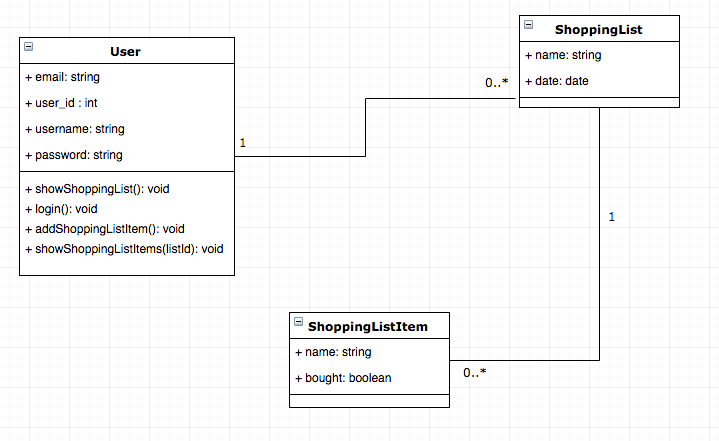 User
+ email: string
+ user_id : int
+ username: string
+ password: string
+ showShoppingList(): void
+ login(): void
+ addShoppingListItem(): void
+ showShoppingListItems(listId): void
1
0..*
ShoppingList
+ name: string
+ date: date
1
ShoppingListItem
+ name: string
+ bought: boolean
0..*